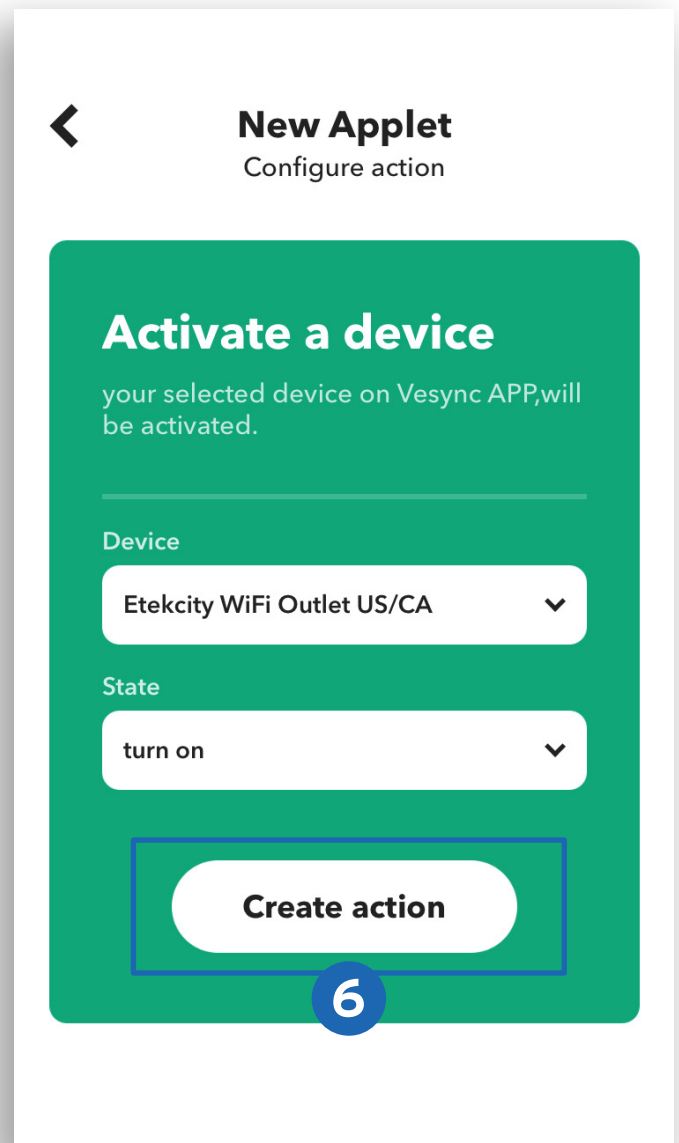 New Applet
Configure action
Activate a device
your selected device on Vesync APP,will
be activated.
Device
Etekcity WiFi Outlet US/CA
State
turn on
Create action
6